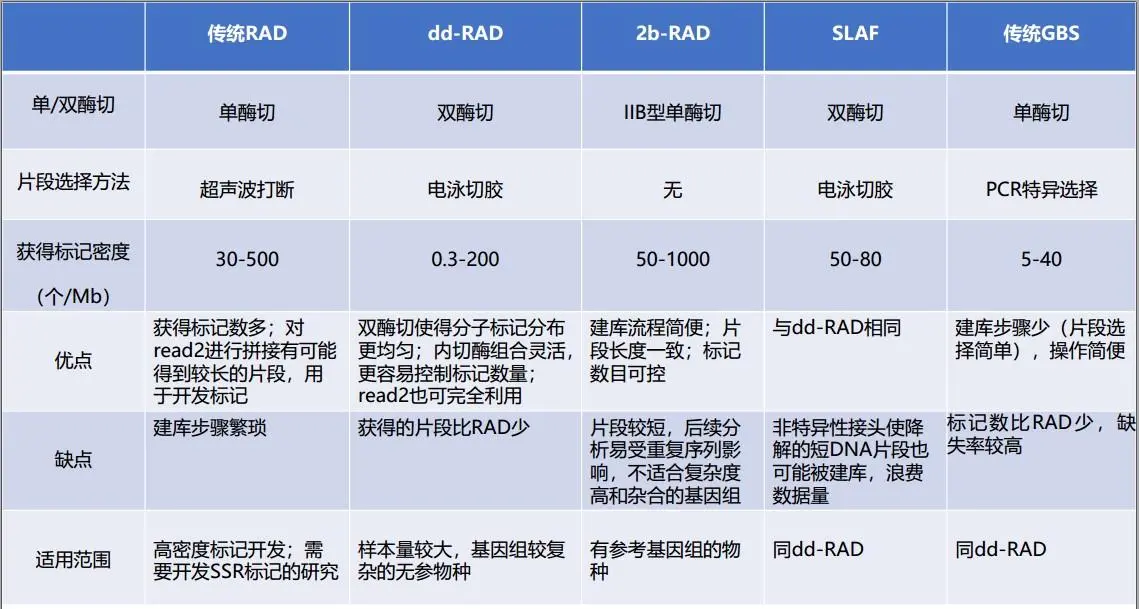 传统RAD
dd-RAD
2b-RAD
SLAF
传统GBS
单/双酶切
单酶切
双酶切
IIB型单酶切
双酶切
单酶切
片段选择方法
超声波打断
电泳切胶
无
电泳切胶
PCR特异选择
获得标记密度
（个/Mb）
30-500
0.3-200
50-1000
50-80
5-40
优点
获得标记数多；对
read2进行拼接有可能
得到较长的片段，用
于开发标记
双酶切使得分子标记分布
更均匀；内切酶组合灵活，
更容易控制标记数量；
read2也可完全利用
建库流程简便；片
段长度一致；标记
数目可控
与dd-RAD相同
建库步骤少（片段选
择简单），操作简便
缺点
建库步骤繁琐
获得的片段比RAD少
片段较短，后续分
析易受重复序列影
响，不适合复杂度
高和杂合的基因组
非特异性接头使降
解的短DNA片段也
可能被建库，浪费
数据量
标记数比RAD少，缺
失率较高
适用范围
高密度标记开发；需
要开发SSR标记的研究
样本量较大，基因组较复
杂的无参物种
有参考基因组的物
种
同dd-RAD
同dd-RAD